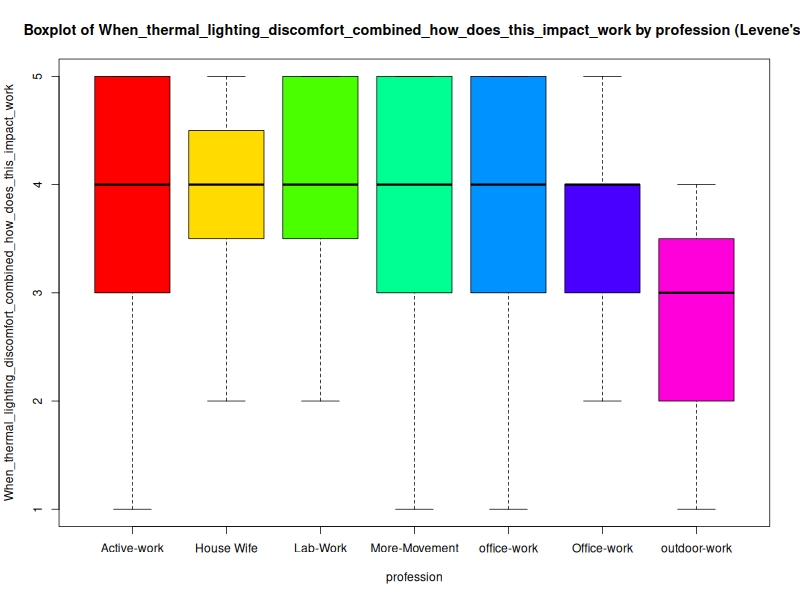 Boxplot of When_thermal_lighting_discomfort_combined_how_does_this_impact_work by profession (Levene's
When_thermal_lighting_discomfort_combined_how_does_this_impact_work
5
4
3
2
1
Active-work House Wife Lab-Work More-Movement office-work Office-work outdoor-work
profession